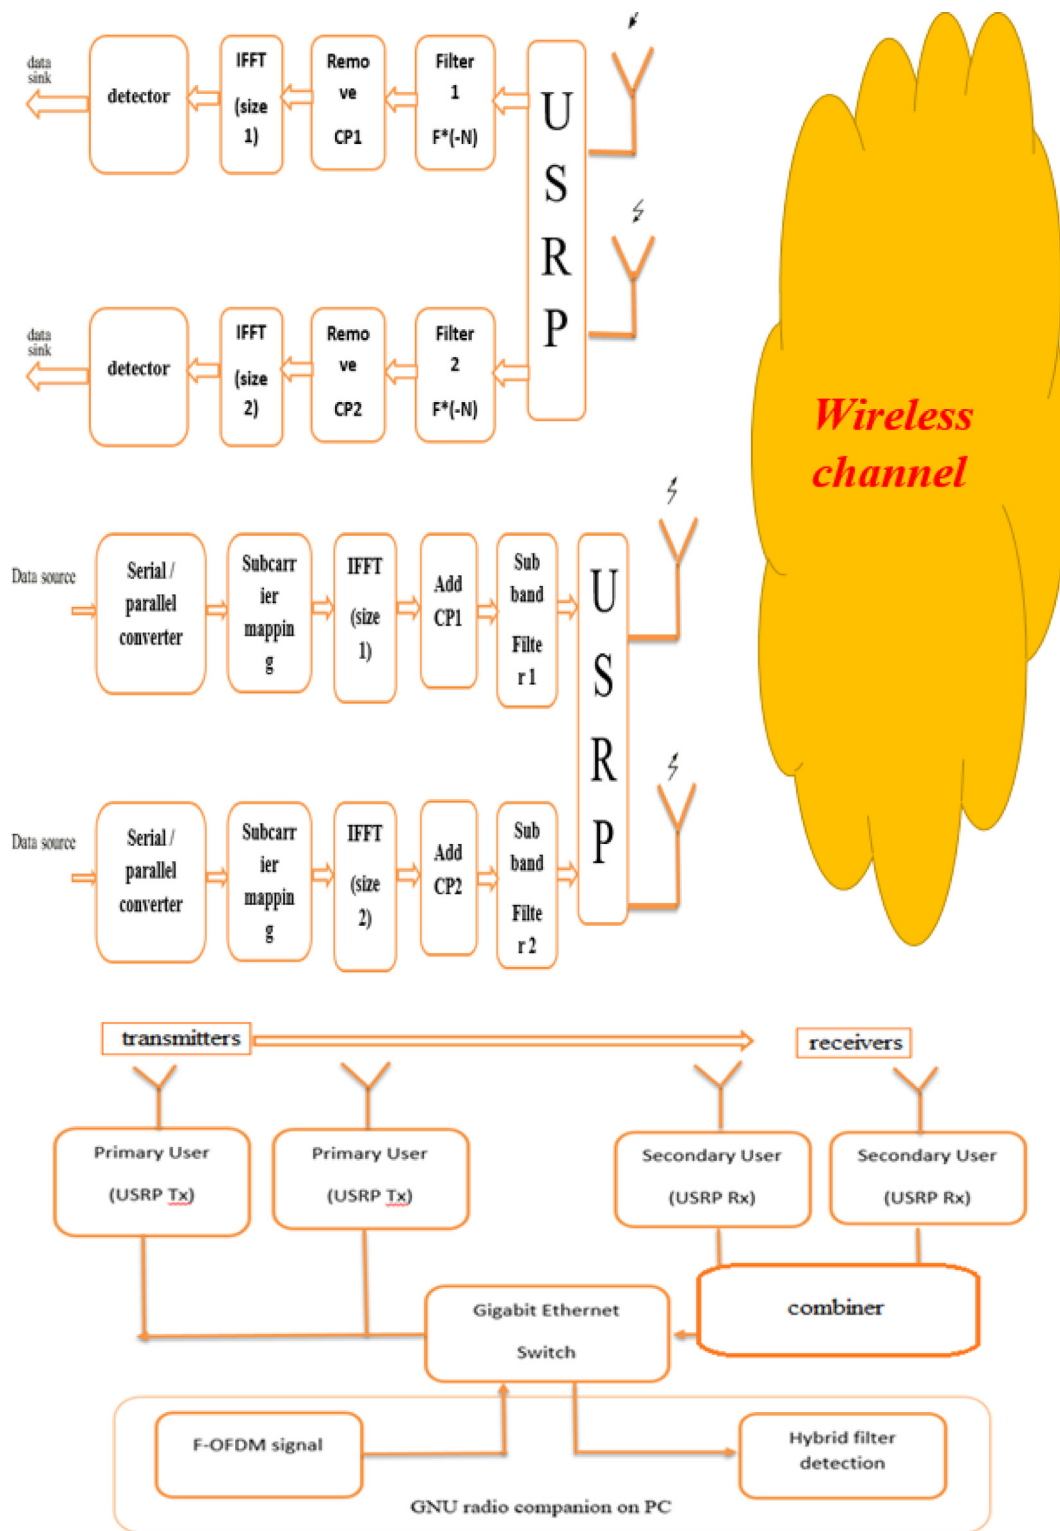 data
sink
detector
IFFT
(size
1)
Remo
ve
CP1
Filter
1
F*(-N)
U
S
R
P
data
sink
detector
IFFT
(size
2)
Remo
ve
CP2
Filter
2
F*(-N)
Wireless
channel
Data source
Serial /
parallel
converter
Subcarr
ier
mappin
g
IFFT
(size
1)
Add
CP1
Sub
band
Filte
r 1
U
S
R
P
Data source
Serial /
parallel
converter
Subcarr
ier
mappin
g
IFFT
(size
2)
Add
CP2
Sub
band
Filte
r 2
transmitters
receivers
Primary User
(USRP Tx)
Primary User
(USRP Tx)
Secondary User
(USRP Rx)
Secondary User
(USRP Rx)
combiner
Gigabit Ethernet
Switch
F-OFDM signal
Hybrid filter
detection
GNU radio companion on PC